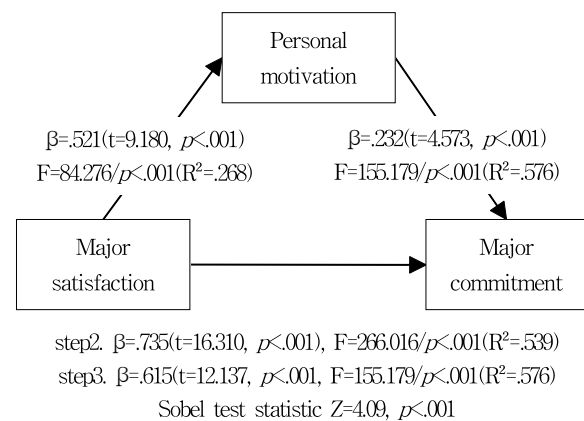 Personal
motivation
β=.521(t=9.180, p<.001)
F=84.276/p<.001(R²=.268)
β=.232(t=4.573, p<.001)
F=155.179/p<.001(R²=.576)
Major
satisfaction
Major
commitment
step2. β=.735(t=16.310, p<.001), F=266.016/p<.001(R²=.539)
step3. β=.615(t=12.137, p<.001, F=155.179/p<.001(R²=.576)
Sobel test statistic Z=4.09, p<.001